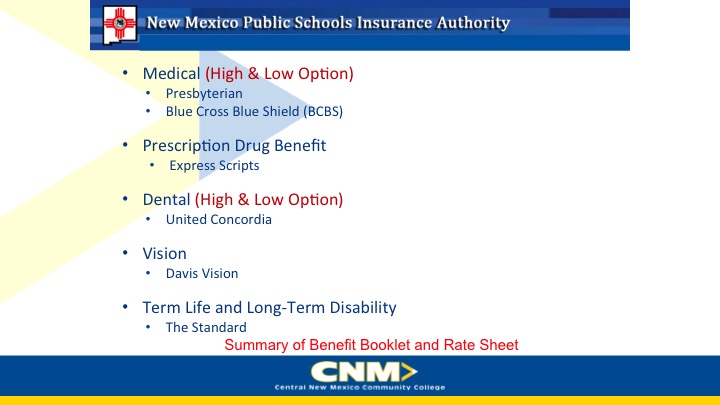 New Mexico Public Schools Insurance Authority
• Medical (High & Low Option)
• Presbyterian
• Blue Cross Blue Shield (BCBS)
• Prescription Drug Benefit
• Express Scripts
• Dental (High & Low Option)
• United Concordia
• Vision
• Davis Vision
• Term Life and Long-Term Disability
• The Standard
Summary of Benefit Booklet and Rate Sheet
CNM
Central New Mexico Community College